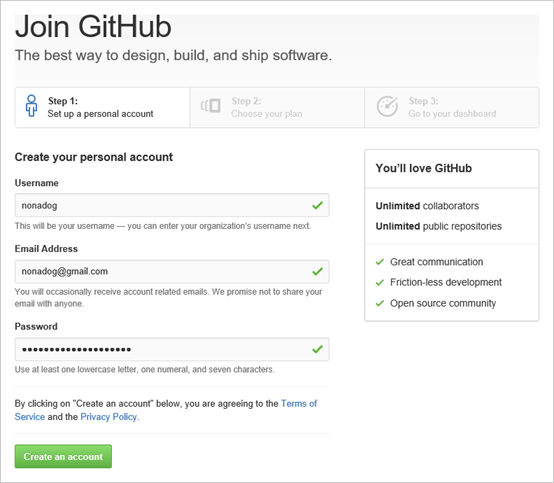 Join GitHub
The best way to design, build, and ship software.
Step 1:
Set up a personal account
Step 2:
Choose your plan
Step 3:
Go to your dashboard
Create your personal account
Username
nonadog
This will be your username — you can enter your organization's username next.
Email Address
nonadog@gmail.com
You will occasionally receive account related emails. We promise not to share your
email with anyone.
Password
••••••••••••••••••••
Use at least one lowercase letter, one numeral, and seven characters.
By clicking on "Create an account" below, you are agreeing to the Terms of
Service and the Privacy Policy.
Create an account
You'll love GitHub
Unlimited collaborators
Unlimited public repositories
Great communication
Friction-less development
Open source community